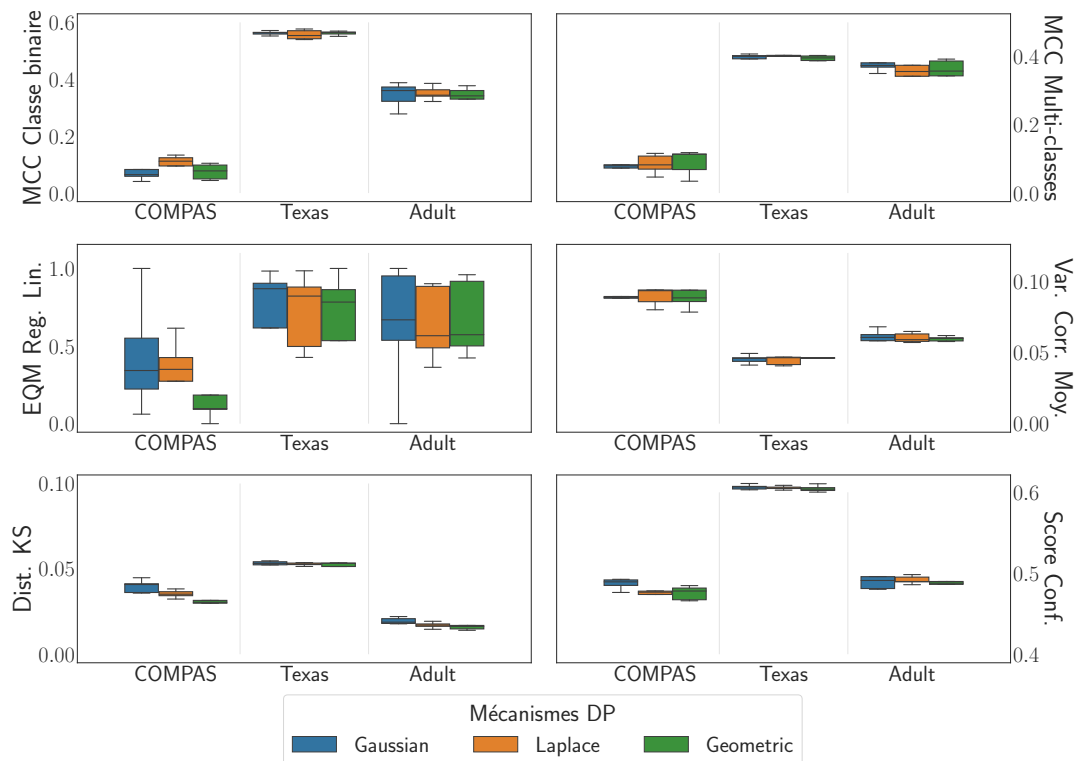 MCC Classe binaire
0.6
0.4
0.2
0.0
COMPAS Texas Adult
MCC Multi-classes
0.4
0.2
0.0
COMPAS Texas Adult
EQM Reg. Lin.
1.0
0.5
0.0
COMPAS Texas Adult
Var. Corr. Moy.
0.10
0.05
0.00
COMPAS Texas Adult
Dist. KS
0.10
0.05
0.00
COMPAS Texas Adult
Score Conf.
0.6
0.5
0.4
COMPAS Texas Adult
Mécanismes DP
Gaussian Laplace Geometric